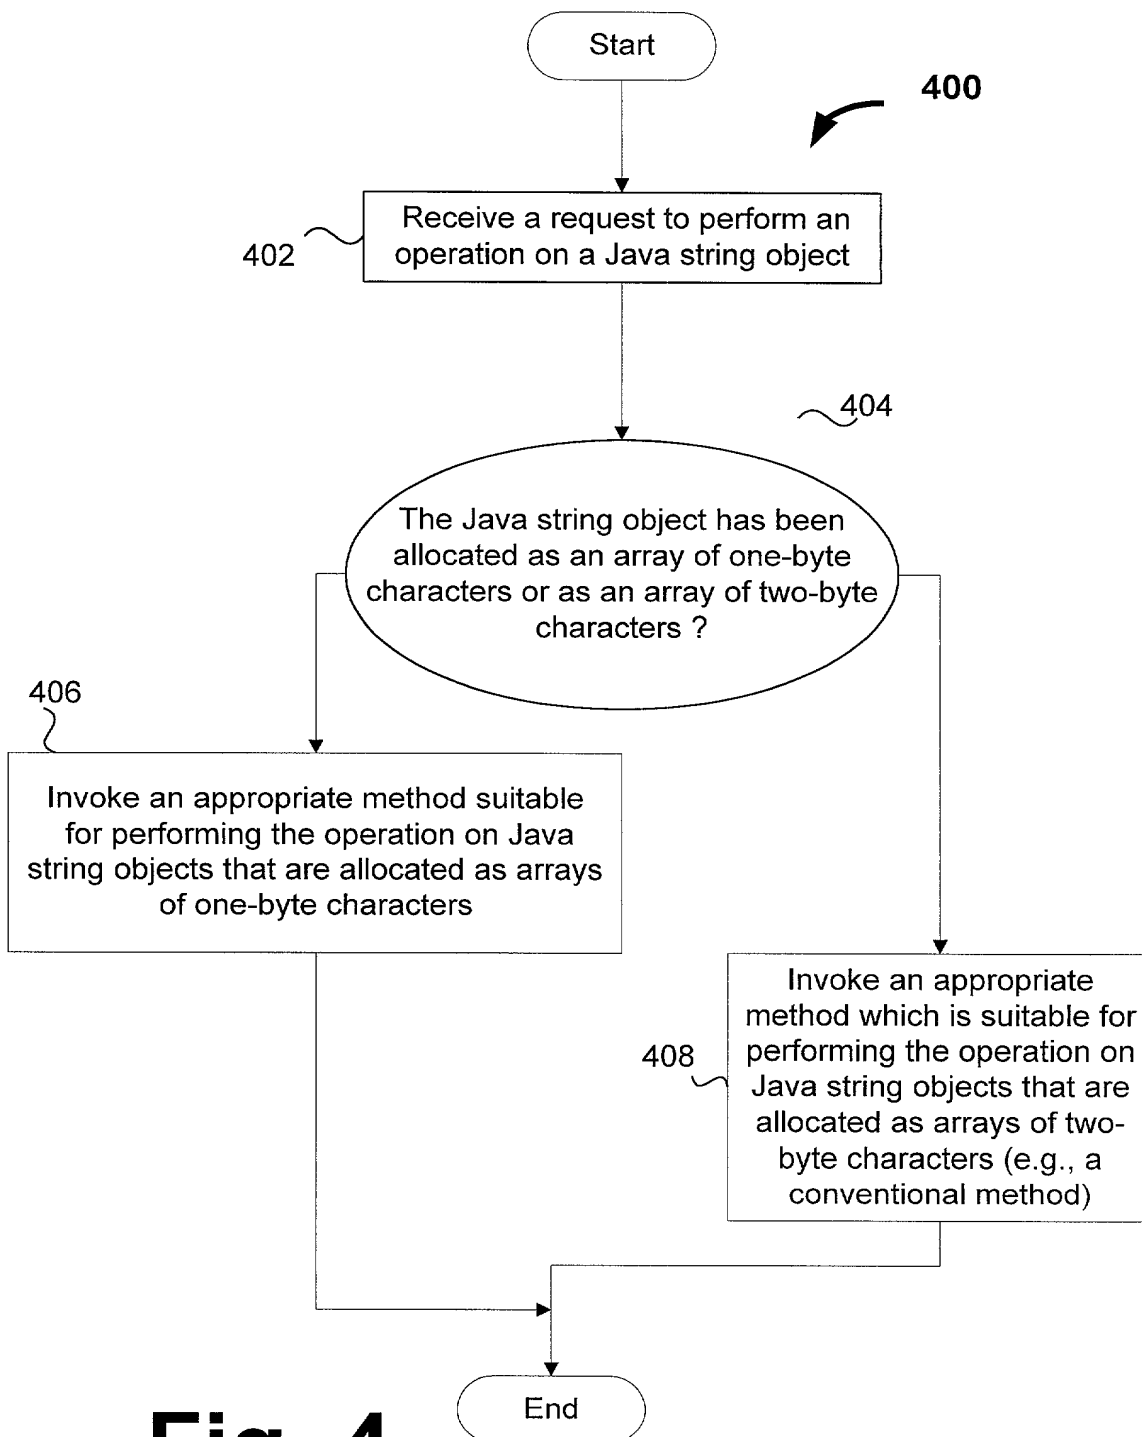 Start
400
Receive a request to perform an
operation on a Java string object
402
404
The Java string object has been
allocated as an array of one-byte
characters or as an array of two-byte
characters ?
406
Invoke an appropriate method suitable
for performing the operation on Java
string objects that are allocated as arrays
of one-byte characters
Invoke an appropriate
method which is suitable for
performing the operation on
Java string objects that are
allocated as arrays of two-
byte characters (e.g., a
conventional method)
408
End
Fig. 4